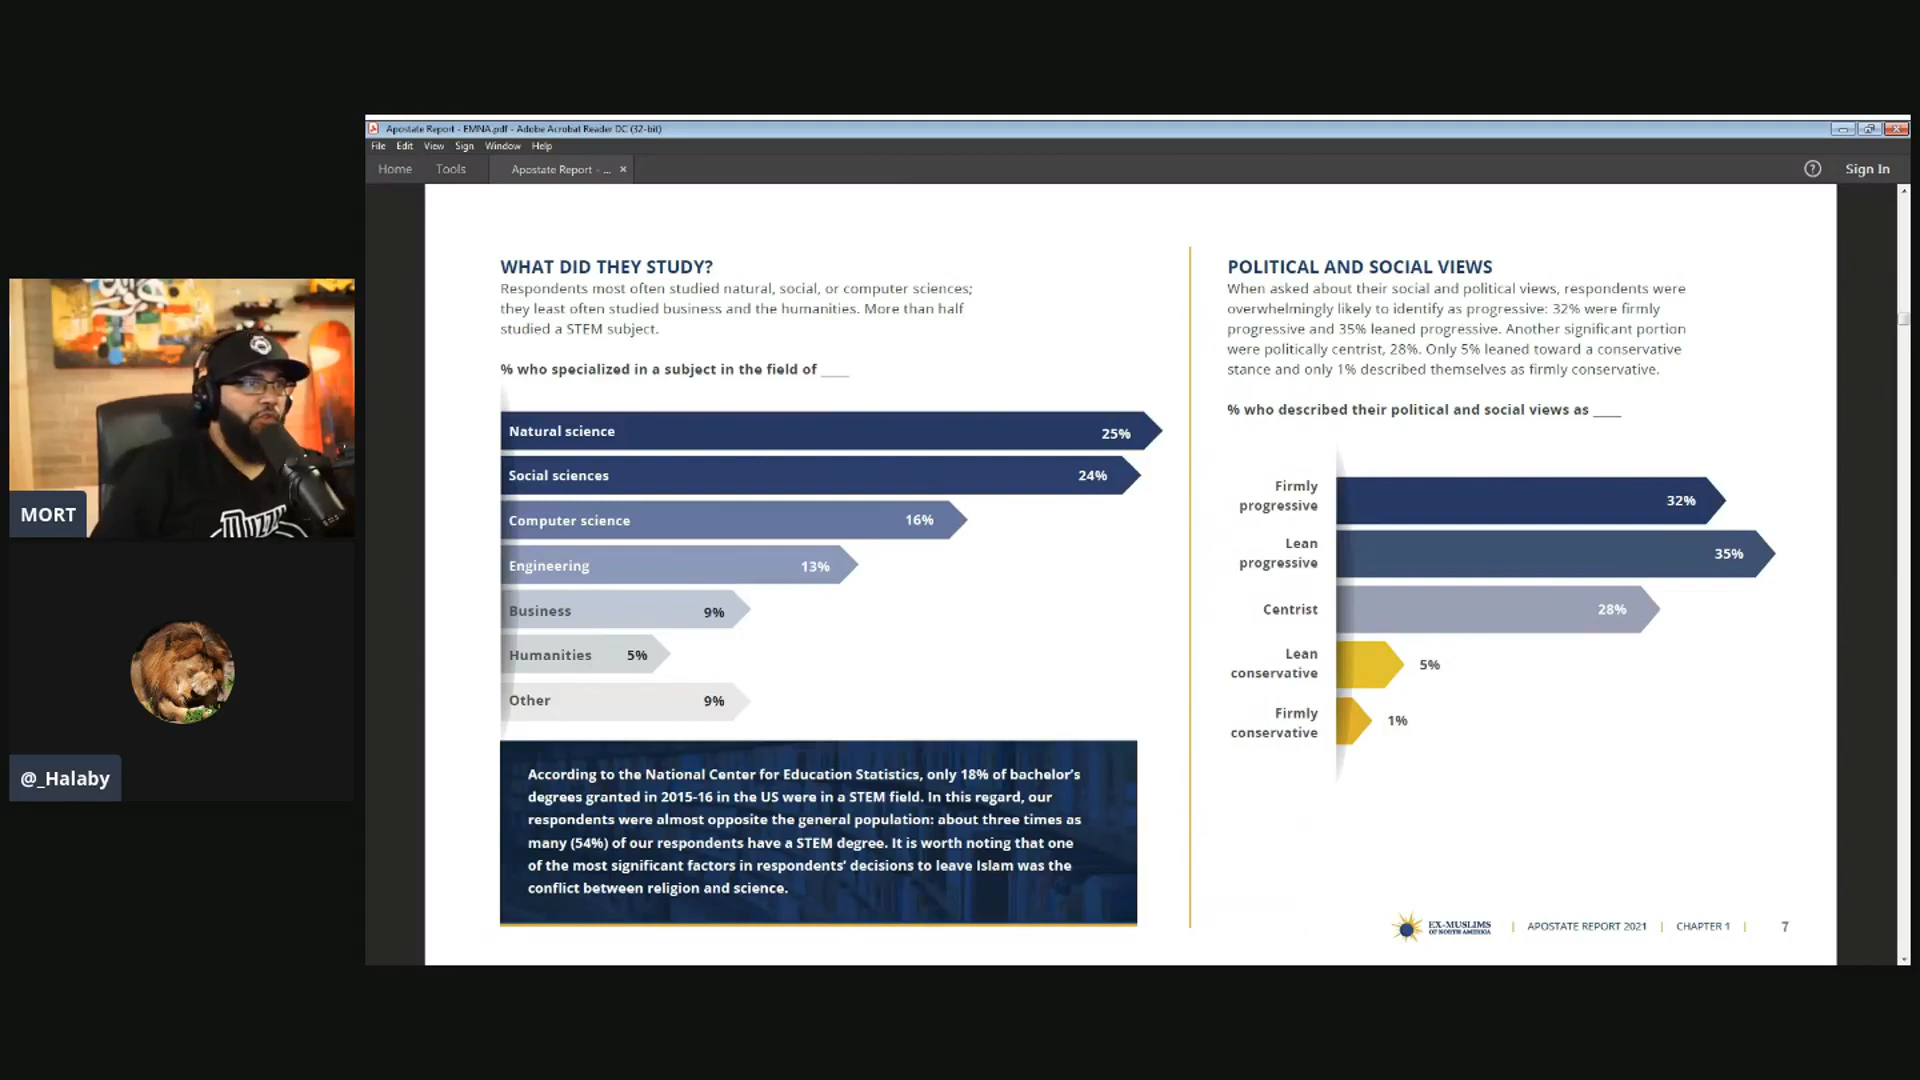 Apostate Report - EMNA.pdf - Adobe Acrobat Reader DC (32-bit)
File Edit View Sign Window Help
Home Tools Apostate Report - ... × ? Sign In
WHAT DID THEY STUDY?
Respondents most often studied natural, social, or computer sciences;
they least often studied business and the humanities. More than half
studied a STEM subject.
% who specialized in a subject in the field of ____
Natural science 25%
Social sciences 24%
Computer science 16%
Engineering 13%
Business 9%
Humanities 5%
Other 9%
According to the National Center for Education Statistics, only 18% of bachelor's
degrees granted in 2015-16 in the US were in a STEM field. In this regard, our
respondents were almost opposite the general population: about three times as
many (54%) of our respondents have a STEM degree. It is worth noting that one
of the most significant factors in respondents' decisions to leave Islam was the
conflict between religion and science.
POLITICAL AND SOCIAL VIEWS
When asked about their social and political views, respondents were
overwhelmingly likely to identify as progressive: 32% were firmly
progressive and 35% leaned progressive. Another significant portion
were politically centrist, 28%. Only 5% leaned toward a conservative
stance and only 1% described themselves as firmly conservative.
% who described their political and social views as ____
Firmly
progressive 32%
Lean
progressive 35%
Centrist 28%
Lean
conservative 5%
Firmly
conservative 1%
EX-MUSLIMS
OF NORTH AMERICA
| APOSTATE REPORT 2021 | CHAPTER 1 | 7
MORT
@_Halaby